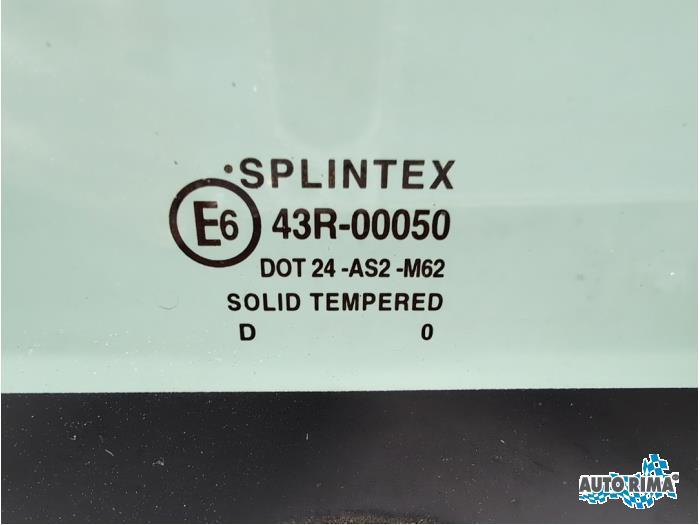 ·SPLINTEX
E6 43R-00050
DOT 24 -AS2 -M62
SOLID TEMPERED
D 0
AUTO RIMA